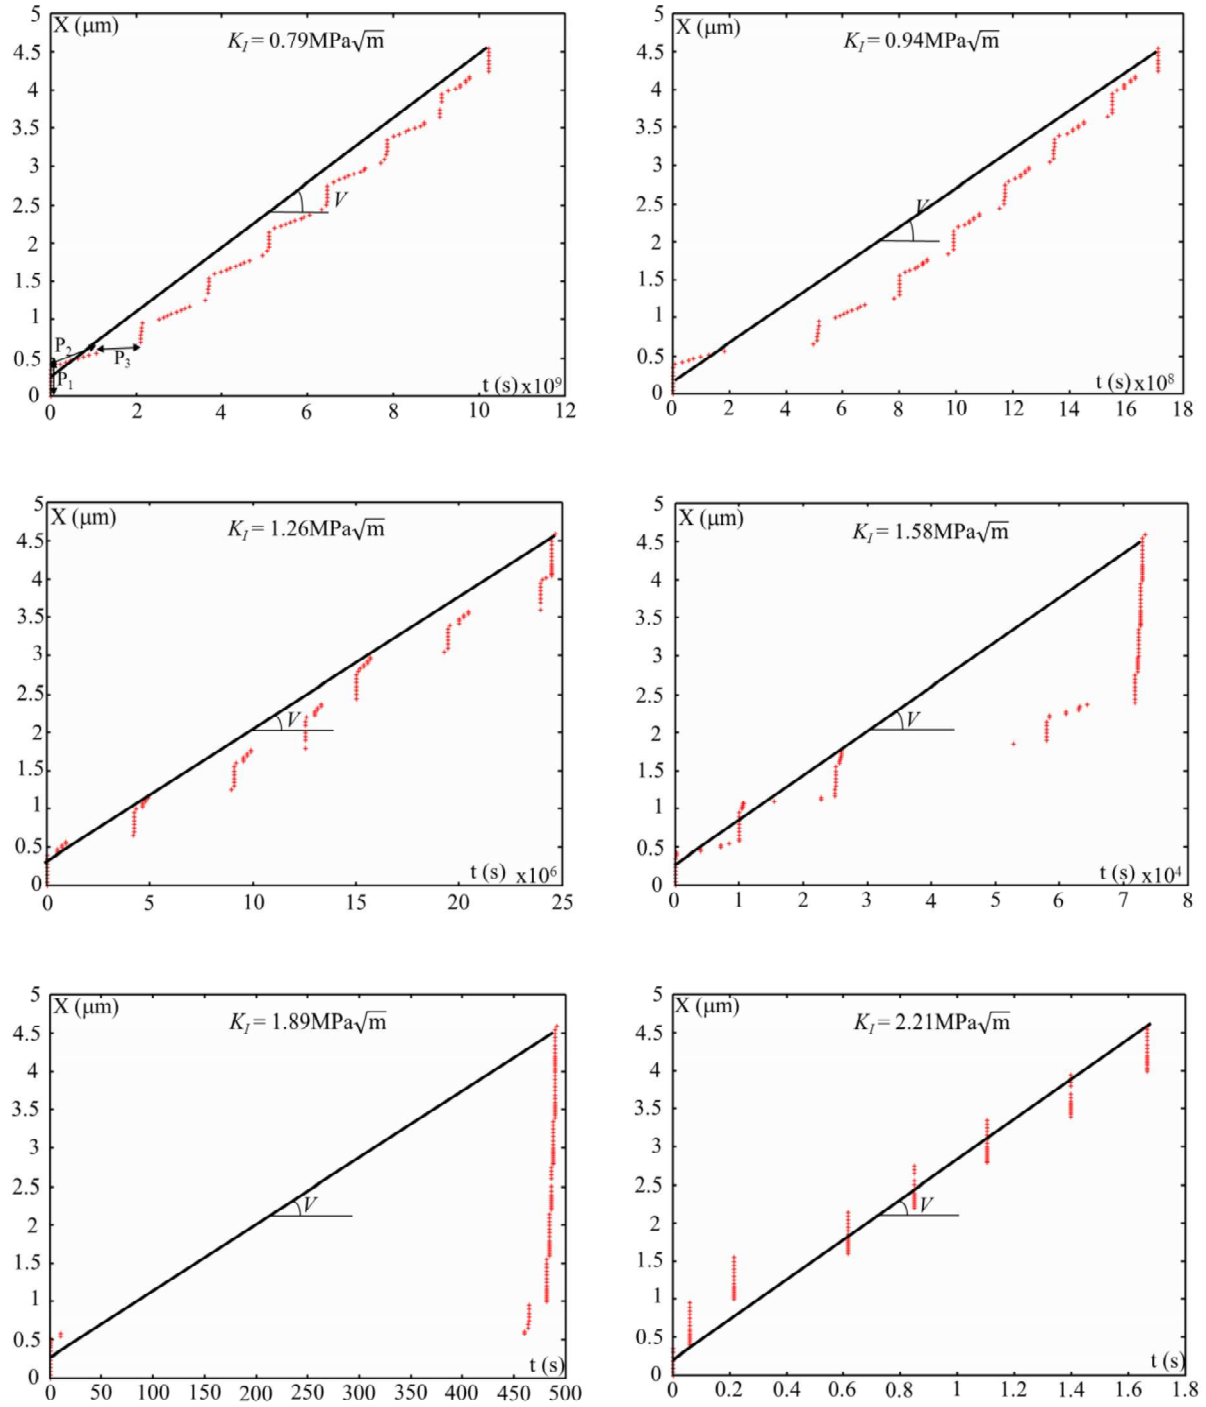 X (μm)
K_I = 0.79MPa√m
5
4.5
4
3.5
3
2.5
2
1.5
1
0.5
0
V
P₂
P₁
P₃
t (s) x10⁹
0 2 4 6 8 10 12
X (μm)
K_I = 0.94MPa√m
5
4.5
4
3.5
3
2.5
2
1.5
1
0.5
0
V
t (s) x10⁸
0 2 4 6 8 10 12 14 16 18
X (μm)
K_I = 1.26MPa√m
5
4.5
4
3.5
3
2.5
2
1.5
1
0.5
0
V
t (s) x10⁶
0 5 10 15 20 25
X (μm)
K_I = 1.58MPa√m
5
4.5
4
3.5
3
2.5
2
1.5
1
0.5
0
V
t (s) x10⁴
0 1 2 3 4 5 6 7 8
X (μm)
K_I = 1.89MPa√m
5
4.5
4
3.5
3
2.5
2
1.5
1
0.5
0
V
t (s)
0 50 100 150 200 250 300 350 400 450 500
X (μm)
K_I = 2.21MPa√m
5
4.5
4
3.5
3
2.5
2
1.5
1
0.5
0
V
t (s)
0 0.2 0.4 0.6 0.8 1 1.2 1.4 1.6 1.8